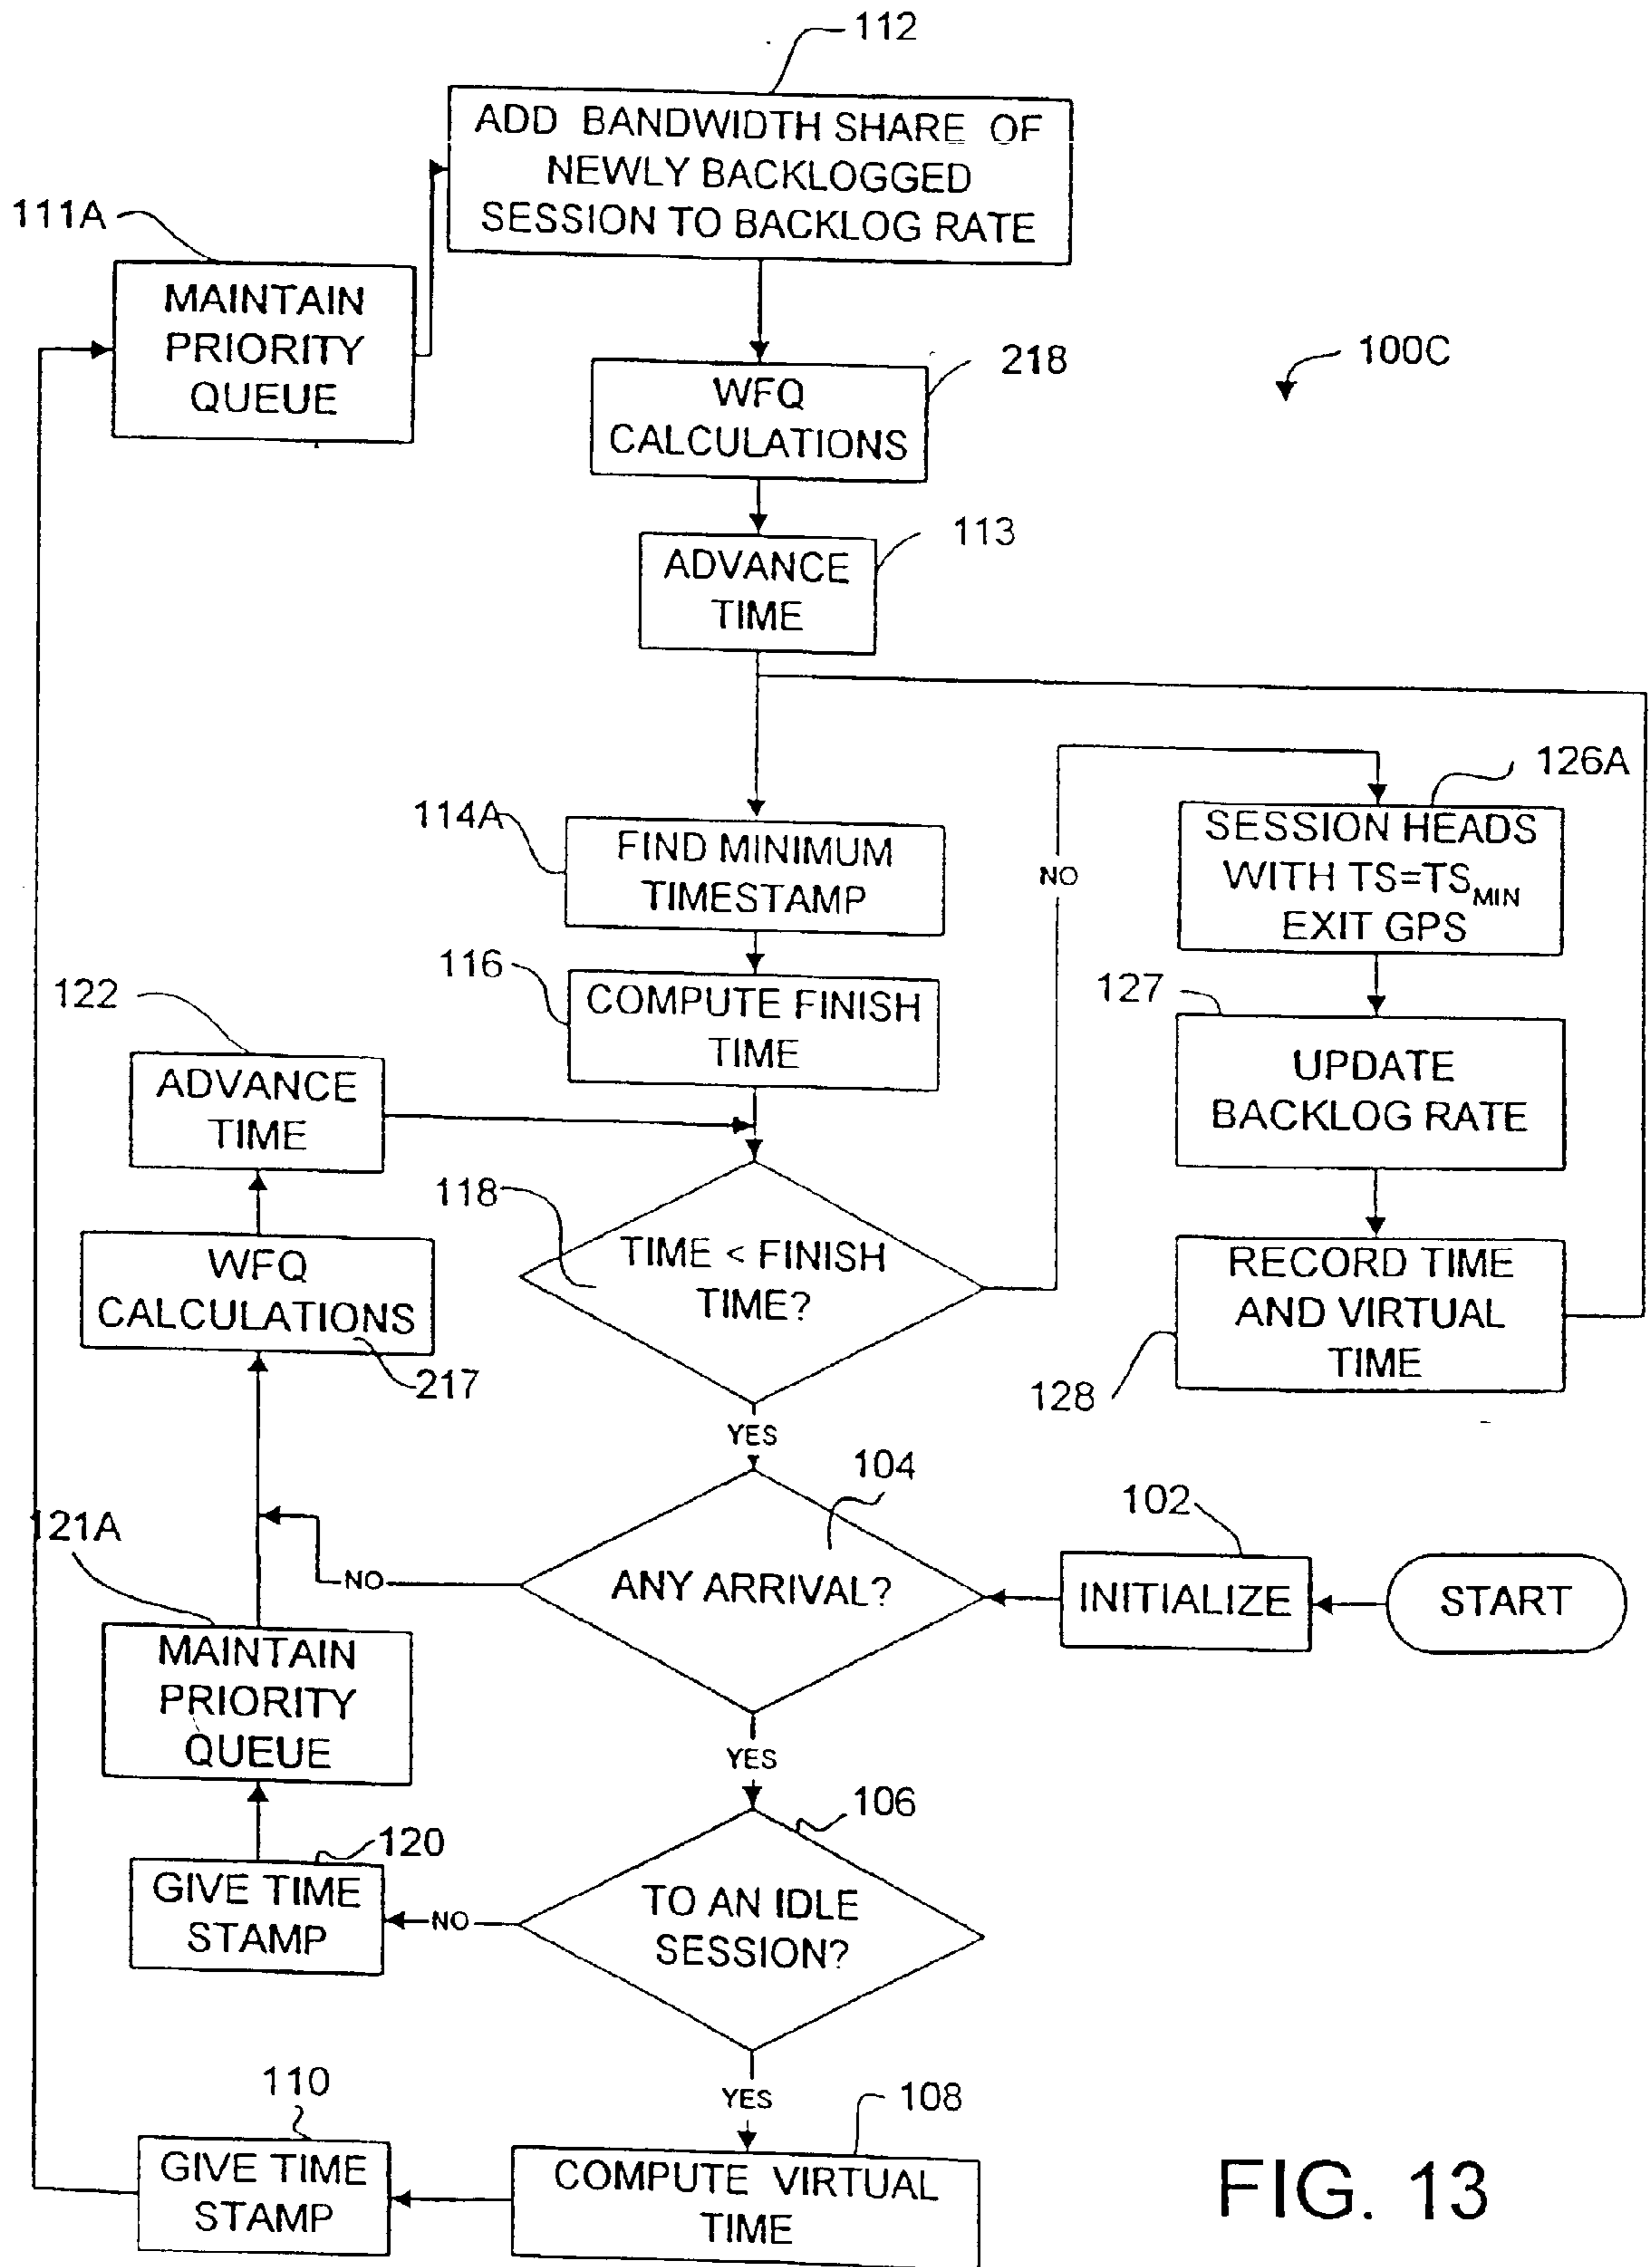 112
ADD BANDWIDTH SHARE OF
NEWLY BACKLOGGED
SESSION TO BACKLOG RATE
111A
MAINTAIN
PRIORITY
QUEUE
218
WFQ
CALCULATIONS
100C
113
ADVANCE
TIME
126A
SESSION HEADS
WITH TS=TSMIN
EXIT GPS
114A
FIND MINIMUM
TIMESTAMP
NO
116
COMPUTE FINISH
TIME
127
UPDATE
BACKLOG RATE
122
ADVANCE
TIME
118
TIME < FINISH
TIME?
RECORD TIME
AND VIRTUAL
TIME
128
WFQ
CALCULATIONS
217
YES
104
102
121A
NO
ANY ARRIVAL?
INITIALIZE
START
MAINTAIN
PRIORITY
QUEUE
YES
106
120
GIVE TIME
STAMP
NO
TO AN IDLE
SESSION?
YES
110
108
GIVE TIME
STAMP
COMPUTE VIRTUAL
TIME
FIG. 13